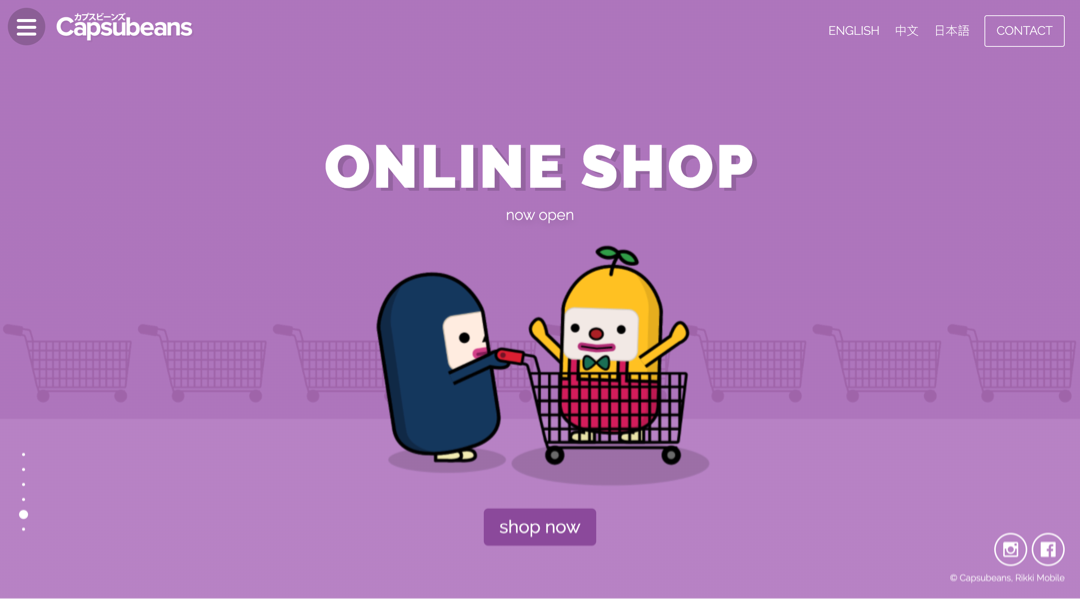 カプスビーンズ
Capsubeans
ENGLISH 中文 日本語 CONTACT
ONLINE SHOP
now open
shop now
© Capsubeans, Rikki Mobile